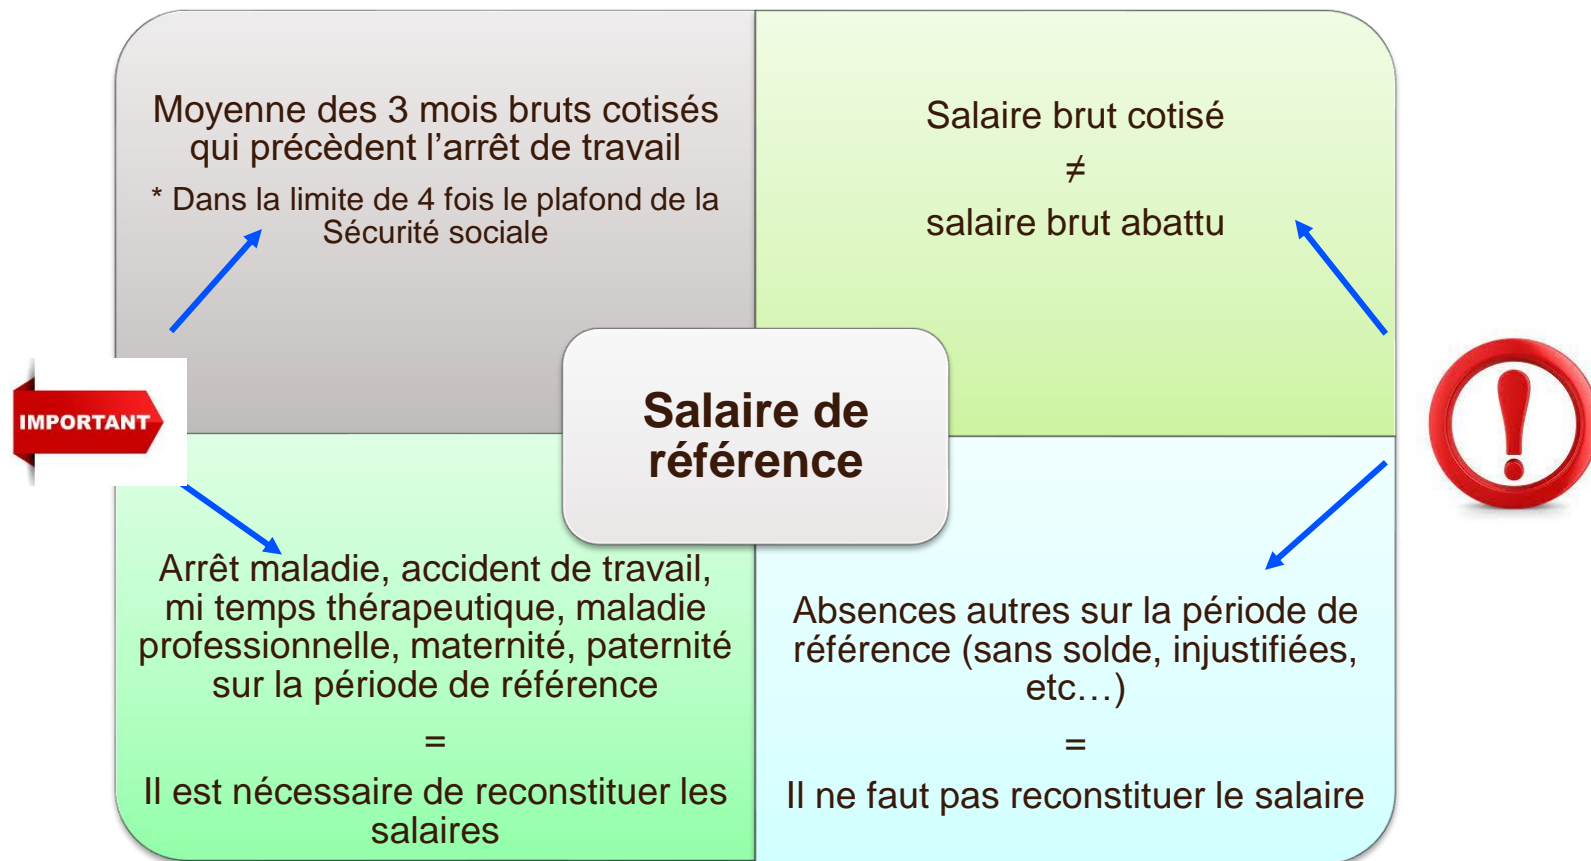 Moyenne des 3 mois bruts cotisés
qui précèdent l’arrêt de travail
* Dans la limite de 4 fois le plafond de la
Sécurité sociale
Salaire brut cotisé
≠
salaire brut abattu
IMPORTANT
Salaire de
référence
Arrêt maladie, accident de travail,
mi temps thérapeutique, maladie
professionnelle, maternité, paternité
sur la période de référence
=
Il est nécessaire de reconstituer les
salaires
Absences autres sur la période de
référence (sans solde, injustifiées,
etc…)
=
Il ne faut pas reconstituer le salaire